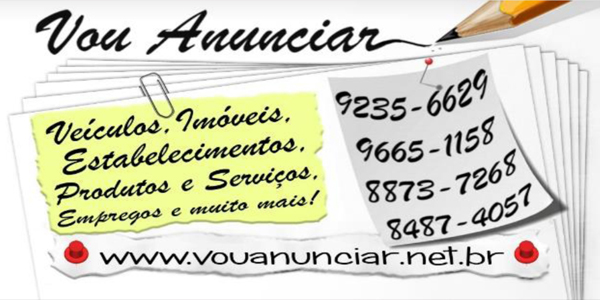 Vou Anunciar
Veículos, Imóveis,
Estabelecimentos,
Produtos e Serviços,
Empregos e muito mais!
9235-6629
9665-1158
8873-7268
8487-4057
www.vouanunciar.net.br